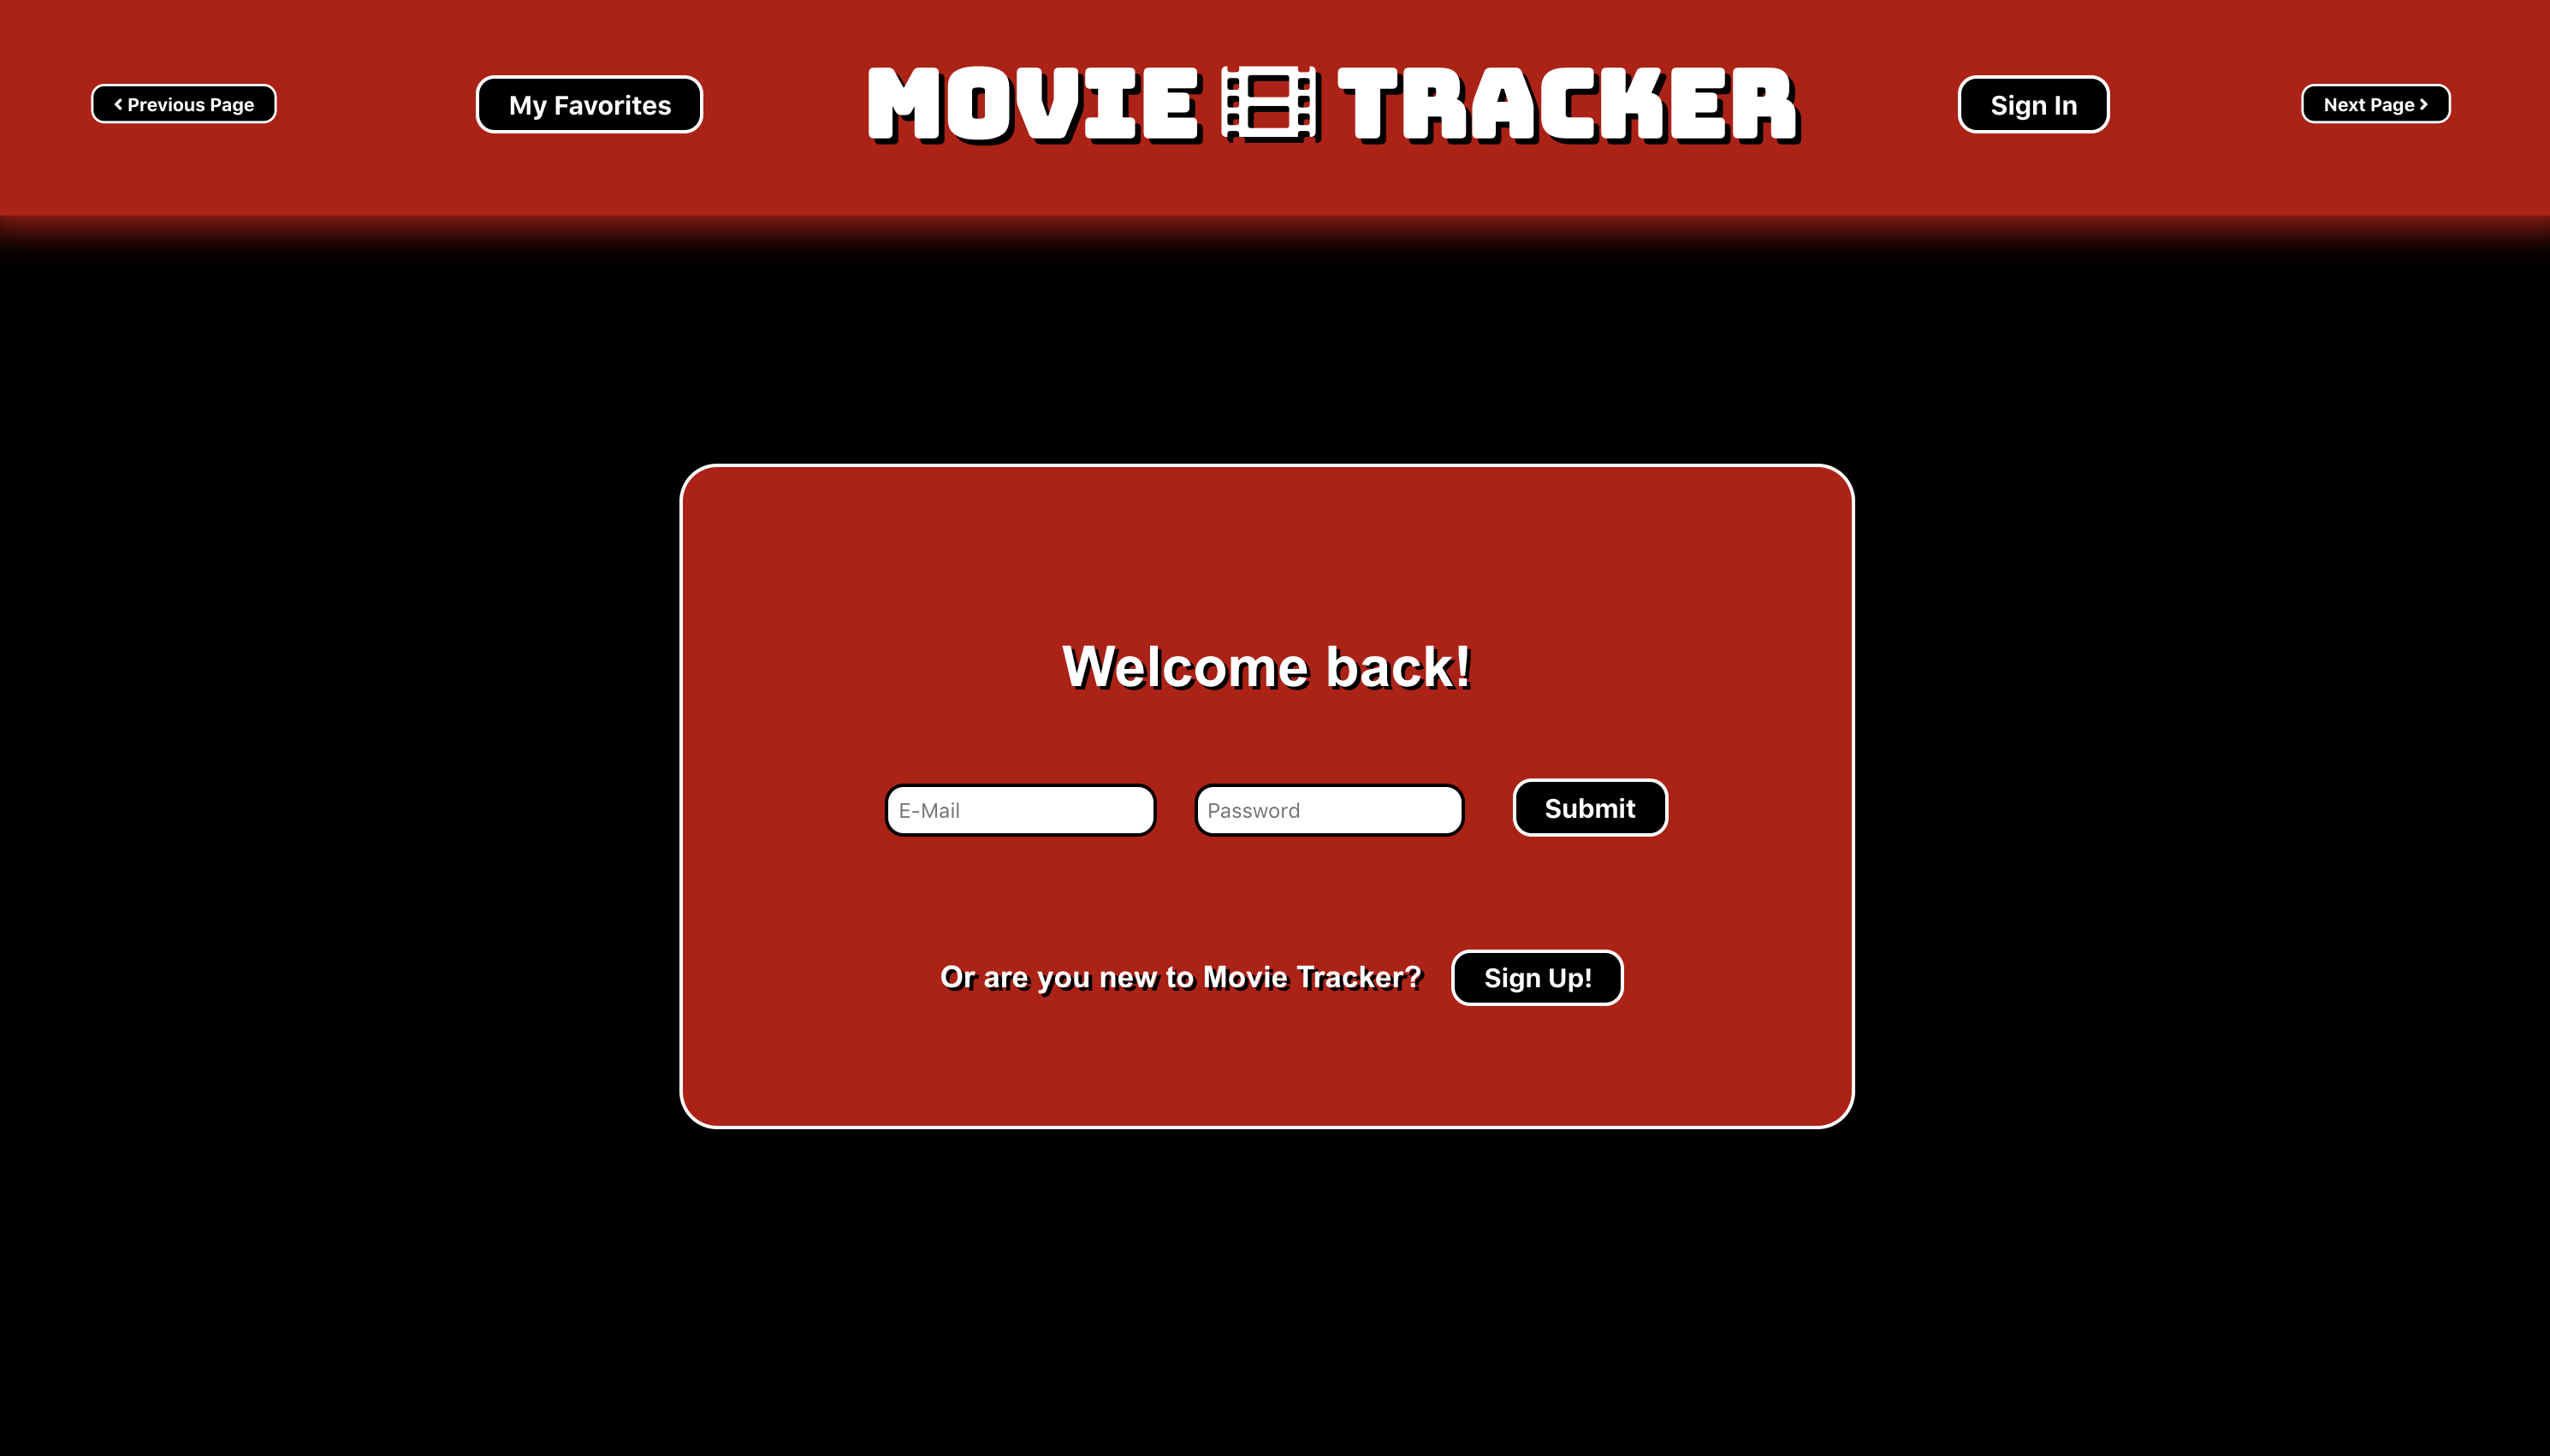 Previous Page
My Favorites
MOVIE TRACKER
Sign In
Next Page
Welcome back!
E-Mail
Password
Submit
Or are you new to Movie Tracker?
Sign Up!